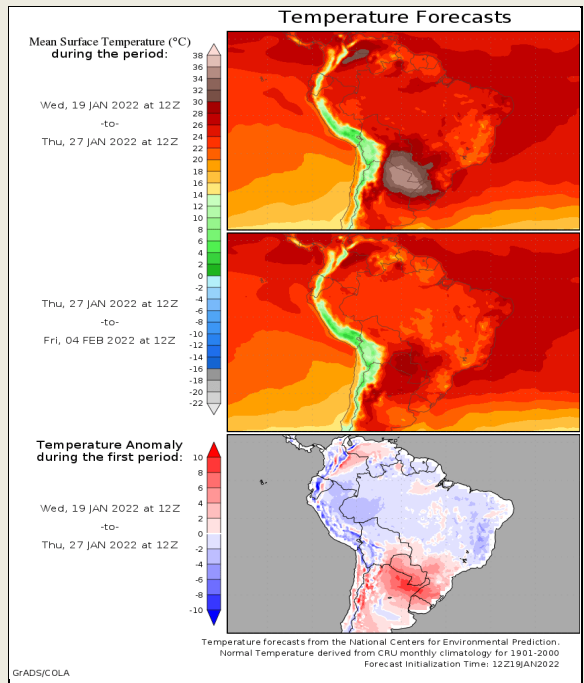 Temperature Forecasts
Mean Surface Temperature (°C)
during the period:
Wed, 19 JAN 2022 at 12Z
-to-
Thu, 27 JAN 2022 at 12Z
38
36
34
32
30
28
26
24
22
20
18
16
14
12
10
8
6
4
2
0
-2
-4
-6
-8
-10
-12
-14
-16
-18
-20
-22
Thu, 27 JAN 2022 at 12Z
-to-
Fri, 04 FEB 2022 at 12Z
Temperature Anomaly
during the first period:
Wed, 19 JAN 2022 at 12Z
-to-
Thu, 27 JAN 2022 at 12Z
10
8
6
4
2
0
-2
-4
-6
-8
-10
Temperature forecasts from the National Centers for Environmental Prediction.
Normal Temperature derived from CRU monthly climatology for 1901-2000
Forecast Initialization Time: 12Z19JAN2022
GrADS/COLA